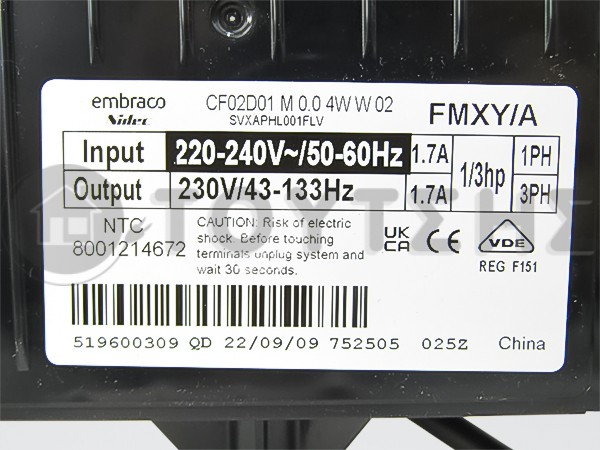 embraco
Nidec
CF02D01 M 0.0 4W W 02
SVXAPHL001FLV
FMXY/A
Input 220-240V~/50-60Hz 1.7A 1/3hp 1PH
Output 230V/43-133Hz 1.7A 3PH
NTC
8001214672
CAUTION: Risk of electric
shock. Before touching
terminals unplug system and
wait 30 seconds.
UK
CA
CE
VDE
REG F151
519600309 QD 22/09/09 752505 025Z China